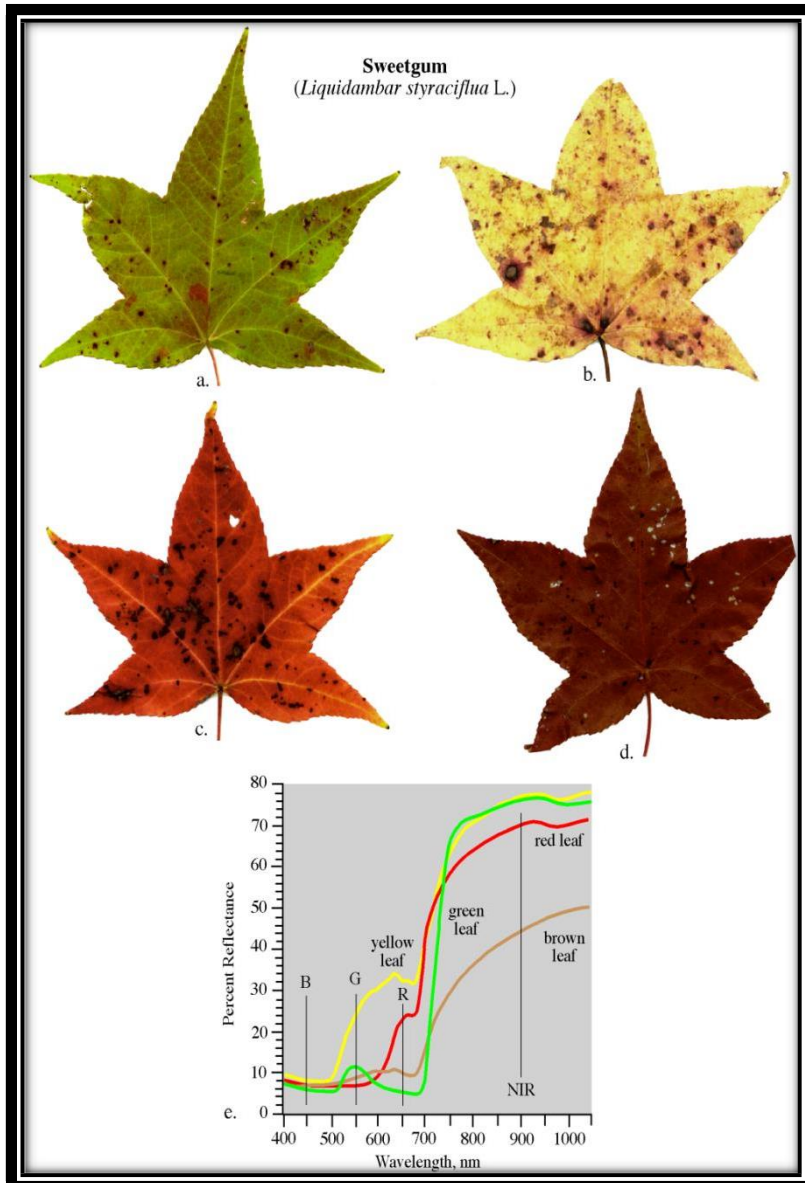 Sweetgum
(Liquidambar styraciflua L.)
a.
b.
c.
d.
80
70
60
50
40
30
20
10
0
Percent Reflectance
B
G
R
NIR
yellow
leaf
green
leaf
red leaf
brown
leaf
e.
400 500 600 700 800 900 1000
Wavelength, nm